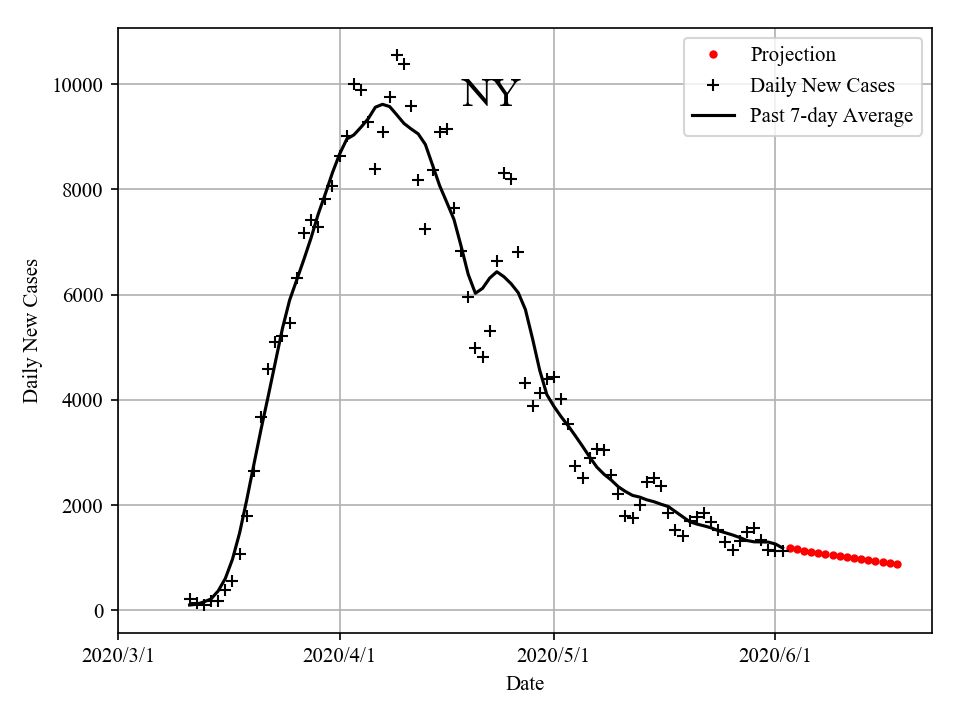 NY
Projection
Daily New Cases
Past 7-day Average
10000
8000
6000
4000
2000
0
Daily New Cases
2020/3/1 2020/4/1 2020/5/1 2020/6/1
Date